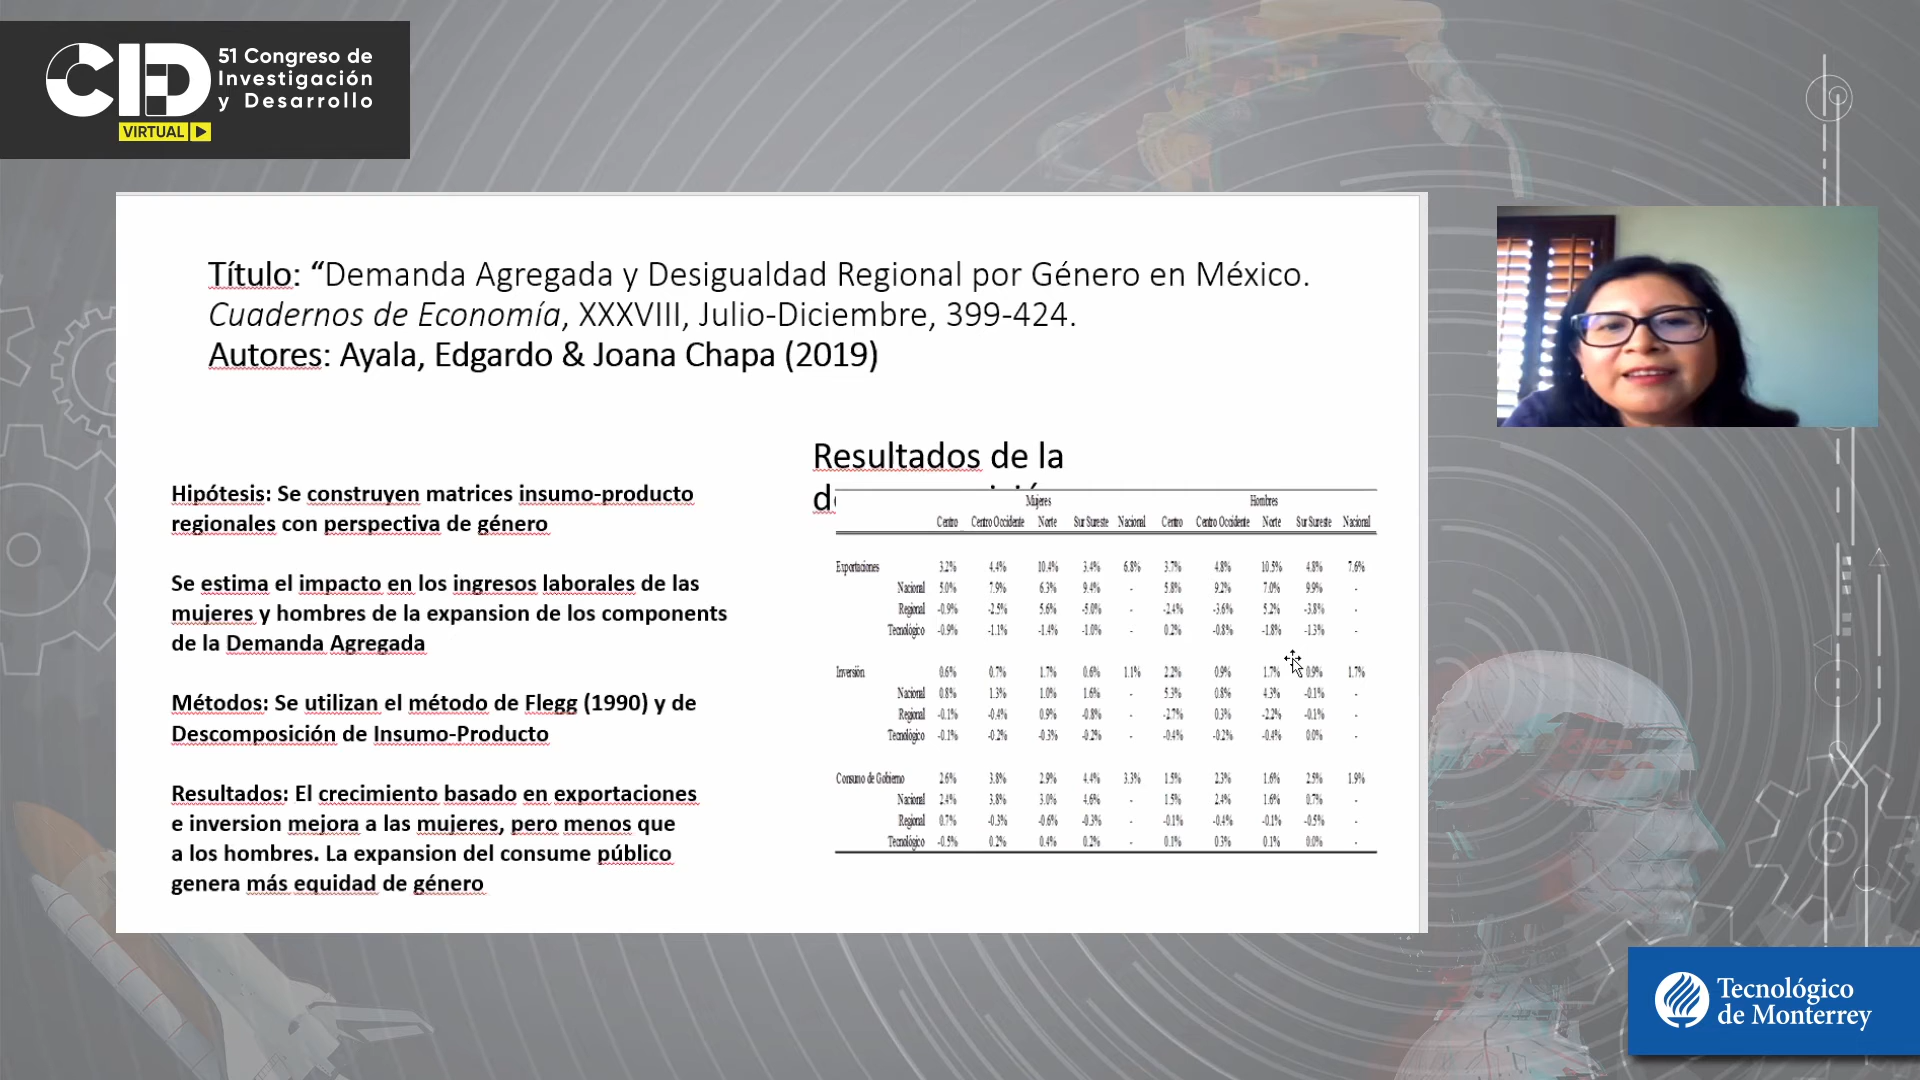 CID
51 Congreso de
Investigación
y Desarrollo
VIRTUAL
Título: “Demanda Agregada y Desigualdad Regional por Género en México.
Cuadernos de Economía, XXXVIII, Julio-Diciembre, 399-424.
Autores: Ayala, Edgardo & Joana Chapa (2019)
Hipótesis: Se construyen matrices insumo-producto
regionales con perspectiva de género
Se estima el impacto en los ingresos laborales de las
mujeres y hombres de la expansion de los components
de la Demanda Agregada
Métodos: Se utilizan el método de Flegg (1990) y de
Descomposición de Insumo-Producto
Resultados: El crecimiento basado en exportaciones
e inversion mejora a las mujeres, pero menos que
a los hombres. La expansion del consume público
genera más equidad de género
Resultados de la
Mujeres Hombres
Centro Centro Occidente Norte Sur Sureste Nacional Centro Centro Occidente Norte Sur Sureste Nacional
Exportaciones 3.2% 4.4% 10.4% 3.4% 6.8% 3.7% 4.8% 10.5% 4.8% 7.6%
Nacional 5.0% 7.9% 6.3% 9.4% - 5.8% 9.2% 7.0% 9.9% -
Regional -0.9% -2.5% 5.6% -5.0% - -2.4% -3.6% 5.2% -3.8% -
Tecnológico -0.9% -1.1% -1.4% -1.0% - 0.2% -0.8% -1.8% -1.3% -
Inversión 0.6% 0.7% 1.7% 0.6% 1.1% 2.2% 0.9% 1.7% 0.9% 1.7%
Nacional 0.8% 1.3% 1.0% 1.6% - 5.3% 0.8% 4.3% -0.1% -
Regional -0.1% -0.4% 0.9% -0.8% - -2.7% 0.3% -2.2% -0.1% -
Tecnológico -0.1% -0.2% -0.3% -0.2% - -0.4% -0.2% -0.4% 0.0% -
Consumo de Gobierno 2.6% 3.8% 2.9% 4.4% 3.3% 1.5% 2.3% 1.6% 2.5% 1.9%
Nacional 2.4% 3.8% 3.0% 4.6% - 1.5% 2.4% 1.6% 0.7% -
Regional 0.7% -0.3% -0.6% -0.3% - -0.1% -0.4% -0.1% -0.5% -
Tecnológico -0.5% 0.2% 0.4% 0.2% - 0.1% 0.3% 0.1% 0.0% -
Tecnológico
de Monterrey